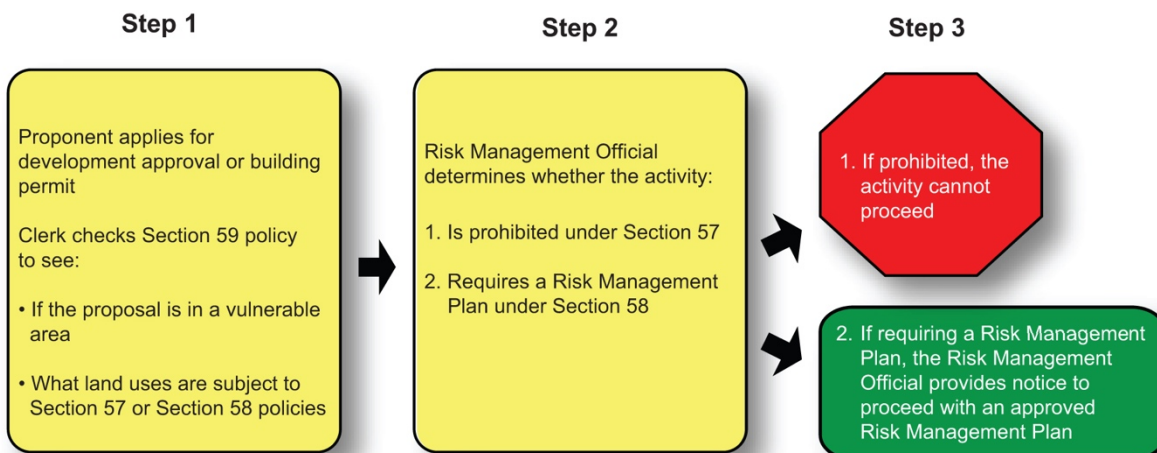 Step 1
Proponent applies for
development approval or building
permit
Clerk checks Section 59 policy
to see:
• If the proposal is in a vulnerable
area
• What land uses are subject to
Section 57 or Section 58 policies
Step 2
Risk Management Official
determines whether the activity:
1. Is prohibited under Section 57
2. Requires a Risk Management
Plan under Section 58
Step 3
1. If prohibited, the
activity cannot
proceed
2. If requiring a Risk Management
Plan, the Risk Management
Official provides notice to
proceed with an approved
Risk Management Plan